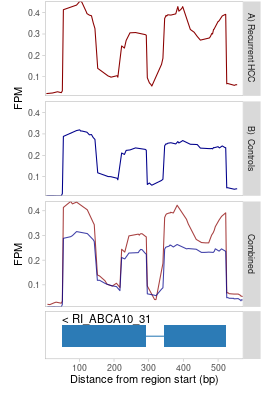 A) Recurrent HCC
0.4
0.3
0.2
0.1
FPM
B): Controls
0.4
0.3
0.2
0.1
Combined
0.4
0.3
0.2
0.1
FPM
< RI_ABCA10_31
100 200 300 400 500
Distance from region start (bp)